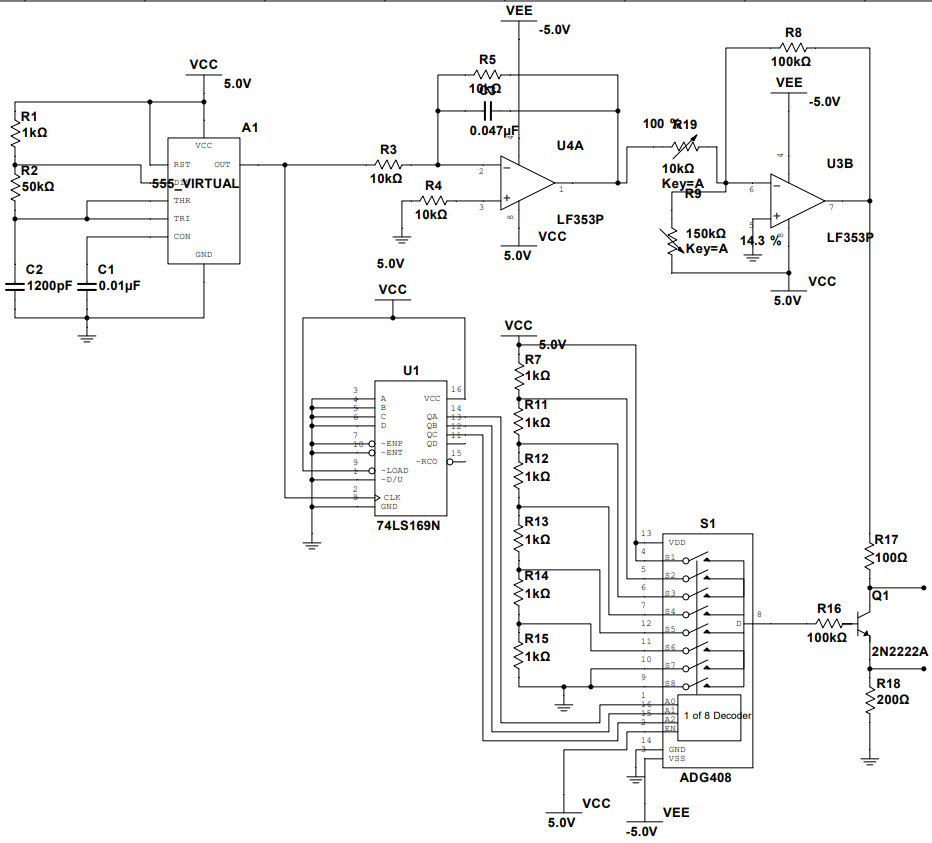 VEE
-5.0V
VCC
5.0V
R1
1kΩ
R2
50kΩ
A1
VCC
RST
OUT
555_VIRTUAL
THR
TRI
CON
GND
C2
1200pF
C1
0.01µF
R5
10kΩ
0.047µF
R3
10kΩ
R4
10kΩ
U4A
4
2
3
1
8
LF353P
VCC
5.0V
R8
100kΩ
VEE
-5.0V
100 %
R19
10kΩ
Key=A
R9
150kΩ
Key=A
14.3 %
U3B
4
6
5
7
8
LF353P
VCC
5.0V
5.0V
VCC
U1
3
4
5
6
7
10
9
1
2
8
A
B
C
D
~ENP
~ENT
~LOAD
~D/U
CLK
GND
VCC
QA
QB
QC
QD
~RCO
16
14
13
12
11
15
74LS169N
VCC
5.0V
R7
1kΩ
R11
1kΩ
R12
1kΩ
R13
1kΩ
R14
1kΩ
R15
1kΩ
S1
13
4
5
6
7
12
11
10
9
1
16
15
2
14
3
VDD
S1
S2
S3
S4
S5
S6
S7
S8
D
8
A0
A1
A2
EN
1 of 8 Decoder
GND
VSS
ADG408
VCC
5.0V
VEE
-5.0V
R16
100kΩ
R17
100Ω
Q1
2N2222A
R18
200Ω